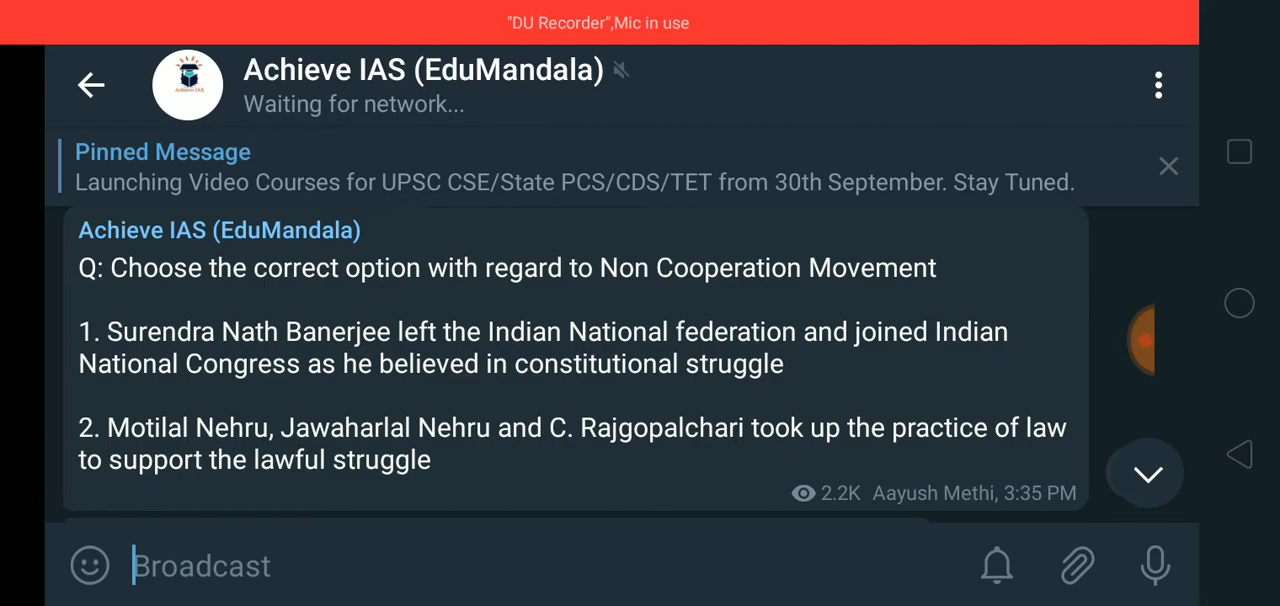 "DU Recorder",Mic in use
Achieve IAS (EduMandala)
Waiting for network...
Pinned Message
Launching Video Courses for UPSC CSE/State PCS/CDS/TET from 30th September. Stay Tuned.
Achieve IAS (EduMandala)
Q: Choose the correct option with regard to Non Cooperation Movement
1. Surendra Nath Banerjee left the Indian National federation and joined Indian
National Congress as he believed in constitutional struggle
2. Motilal Nehru, Jawaharlal Nehru and C. Rajgopalchari took up the practice of law
to support the lawful struggle
2.2K Aayush Methi, 3:35 PM
Broadcast